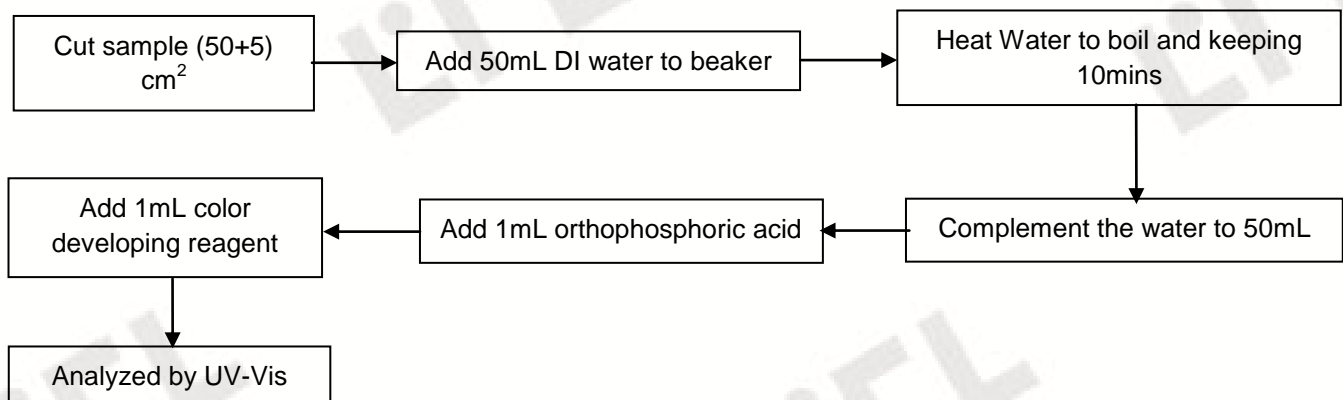 Cut sample (50+5)
cm²
Add 50mL DI water to beaker
Heat Water to boil and keeping
10mins
Complement the water to 50mL
Add 1mL orthophosphoric acid
Add 1mL color
developing reagent
Analyzed by UV-Vis